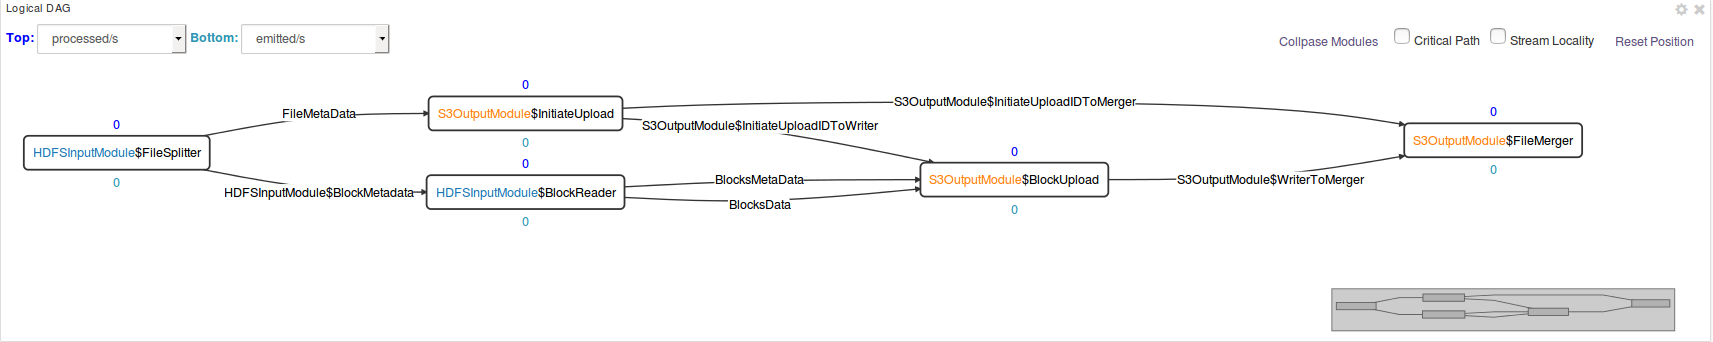 Logical DAG
Top: processed/s Bottom: emitted/s
Collpase Modules Critical Path Stream Locality Reset Position
0
HDFSInputModule$FileSplitter
0
FileMetaData
HDFSInputModule$BlockMetadata
0
S3OutputModule$InitiateUpload
0
0
HDFSInputModule$BlockReader
0
S3OutputModule$InitiateUploadIDToMerger
S3OutputModule$InitiateUploadIDToWriter
BlocksMetaData
BlocksData
0
S3OutputModule$BlockUpload
0
S3OutputModule$WriterToMerger
0
S3OutputModule$FileMerger
0